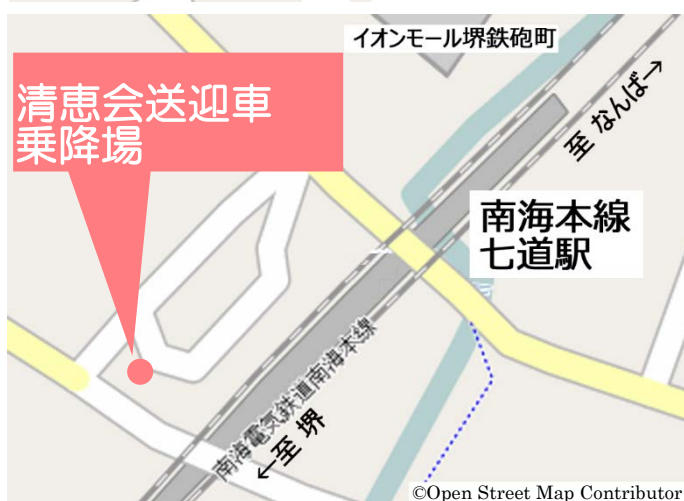 イオンモール堺鉄砲町
清恵会送迎車
乗降場
至 なんば→
南海本線
七道駅
南海電気鉄道南海本線
←至 堺
©Open Street Map Contributor